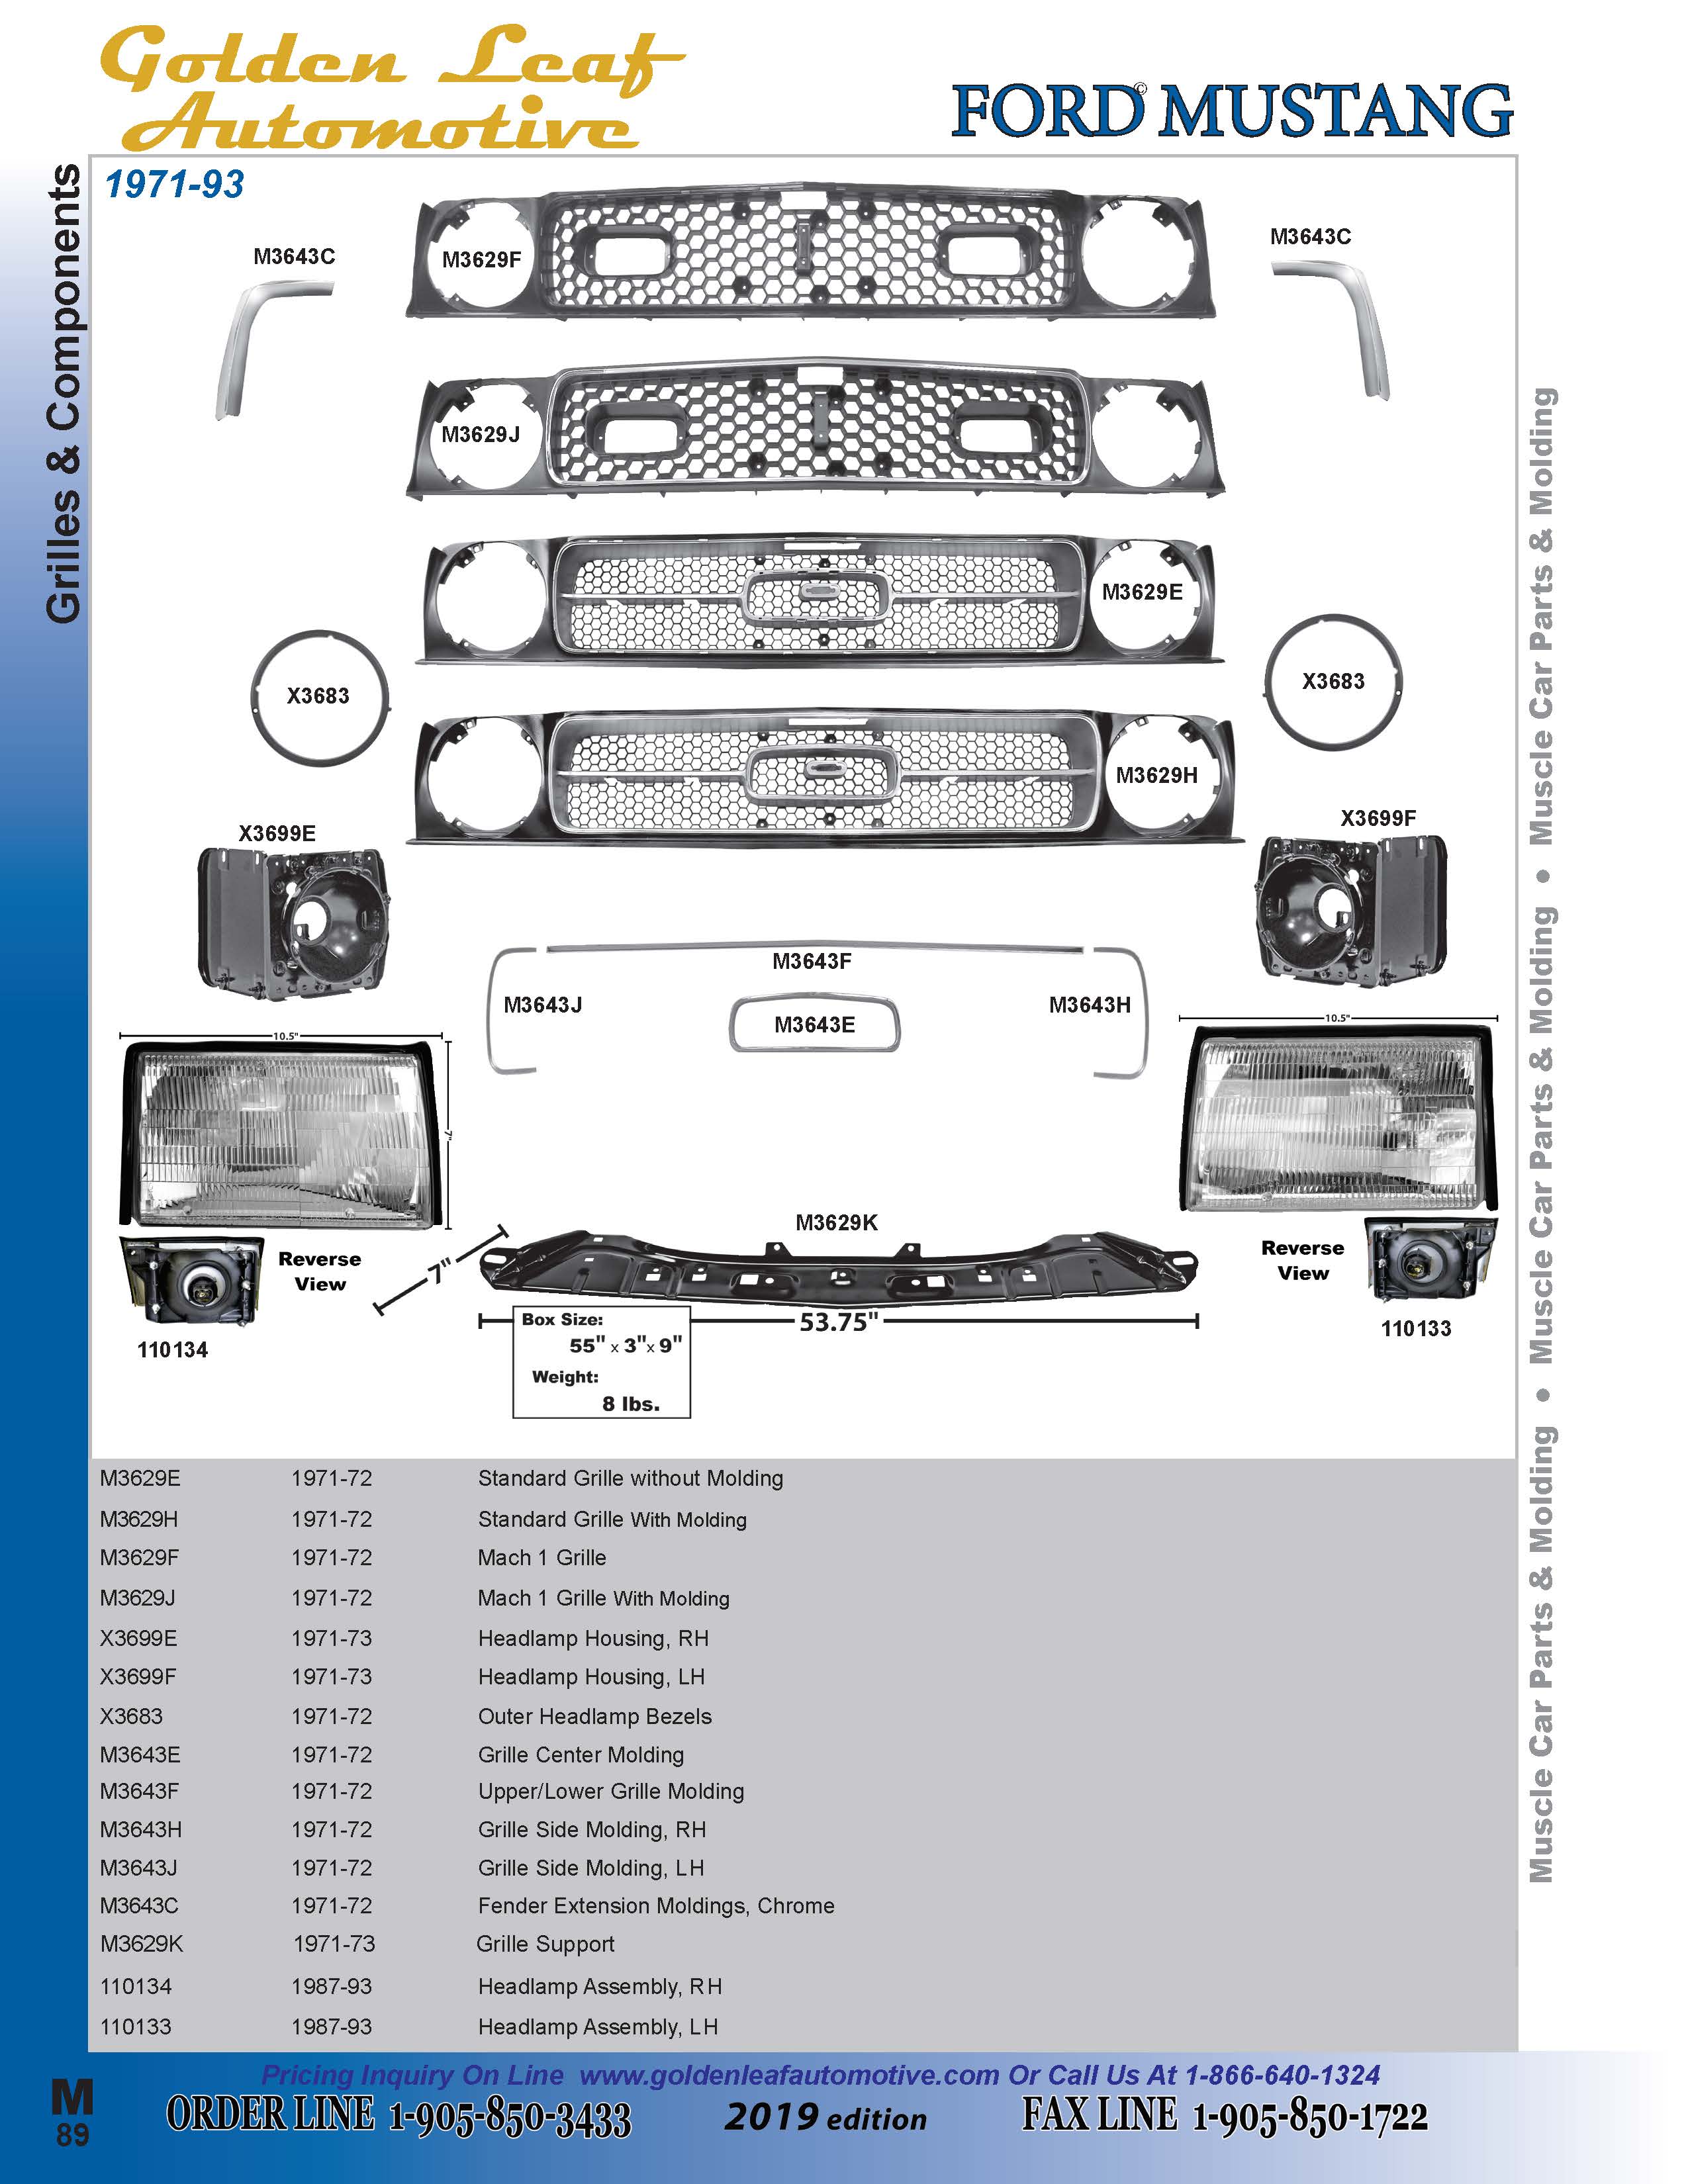 Golden Leaf
Automotive
FORD© MUSTANG
Grilles & Components
1971-93
M3643C
M3629F
M3643C
M3629J
M3629E
X3683
X3683
M3629H
X3699E
X3699F
M3643F
M3643J
M3643H
M3643E
10.5"
10.5"
7"
M3629K
Reverse
View
7"
Reverse
View
53.75"
Box Size:
55" x 3"x 9"
Weight:
8 lbs.
110134
110133
M3629E 1971-72 Standard Grille without Molding
M3629H 1971-72 Standard Grille With Molding
M3629F 1971-72 Mach 1 Grille
M3629J 1971-72 Mach 1 Grille With Molding
X3699E 1971-73 Headlamp Housing, RH
X3699F 1971-73 Headlamp Housing, LH
X3683 1971-72 Outer Headlamp Bezels
M3643E 1971-72 Grille Center Molding
M3643F 1971-72 Upper/Lower Grille Molding
M3643H 1971-72 Grille Side Molding, RH
M3643J 1971-72 Grille Side Molding, LH
M3643C 1971-72 Fender Extension Moldings, Chrome
M3629K 1971-73 Grille Support
110134 1987-93 Headlamp Assembly, RH
110133 1987-93 Headlamp Assembly, LH
Muscle Car Parts & Molding • Muscle Car Parts & Molding • Muscle Car Parts & Molding
Pricing Inquiry On Line www.goldenleafautomotive.com Or Call Us At 1-866-640-1324
M
89
ORDER LINE 1-905-850-3433
2019 edition
FAX LINE 1-905-850-1722